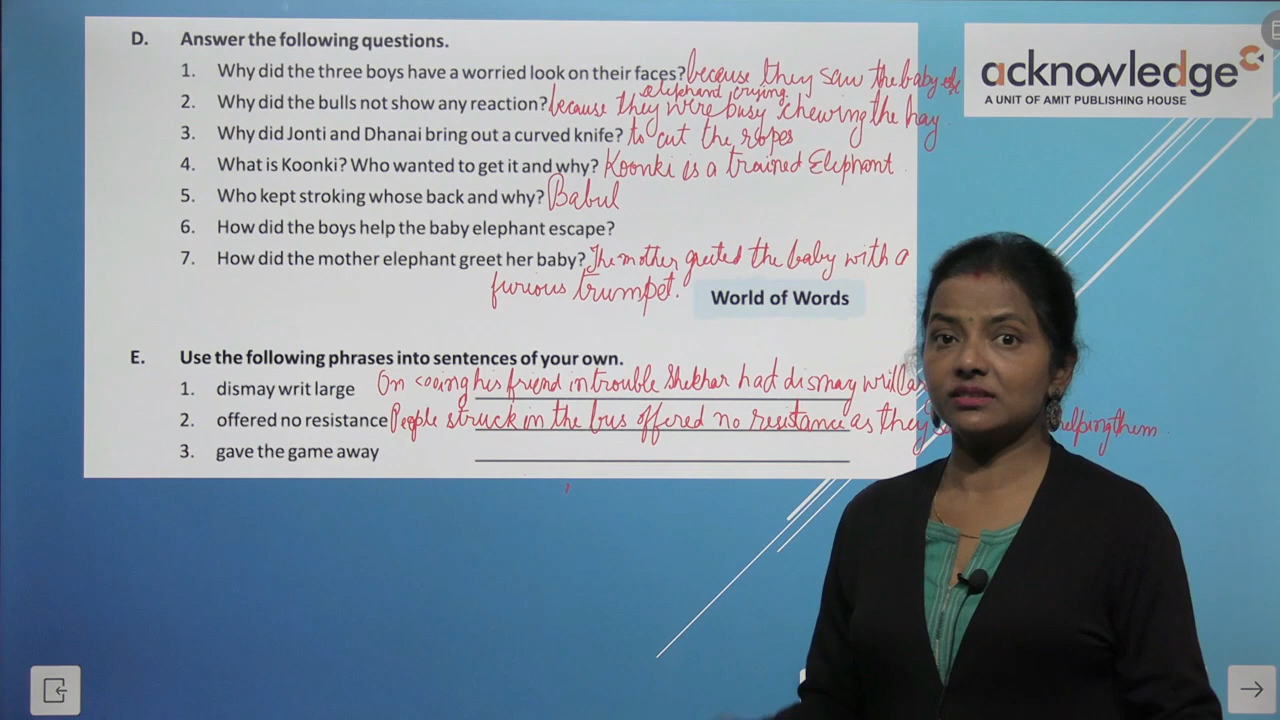 D. Answer the following questions.
1. Why did the three boys have a worried look on their faces? because they saw the baby
elephant crying.
2. Why did the bulls not show any reaction? because they were busy chewing the hay.
3. Why did Jonti and Dhanai bring out a curved knife? to cut the ropes
4. What is Koonki? Who wanted to get it and why? Koonki is a trained Elephant
5. Who kept stroking whose back and why? Babul
6. How did the boys help the baby elephant escape?
7. How did the mother elephant greet her baby? The mother greeted the baby with a
furious trumpet.
World of Words
E. Use the following phrases into sentences of your own.
1. dismay writ large On his friend in trouble Shekhar had dismay
2. offered no resistance People struck in the bus offered no resistance as they helping them
3. gave the game away
acknowledge
A UNIT OF AMIT PUBLISHING HOUSE